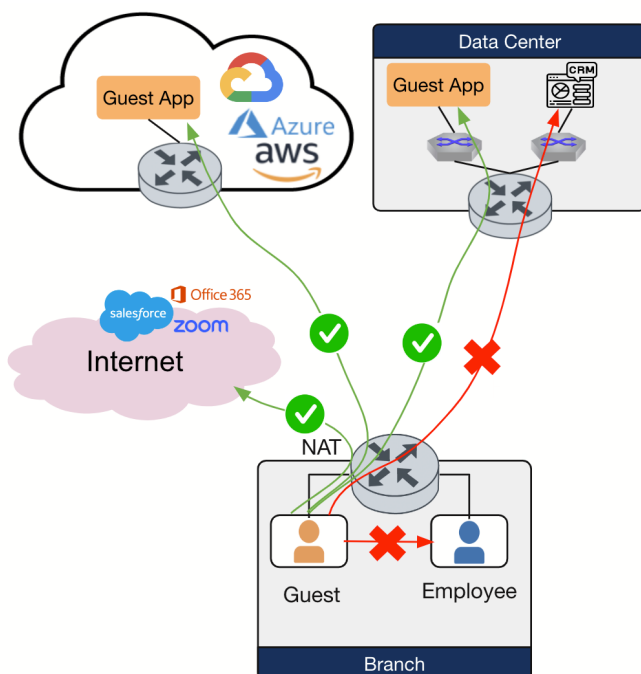 Data Center
Guest App
CRM
Guest App
Azure
aws
Office 365
salesforce
zoom
Internet
NAT
Guest
Employee
Branch